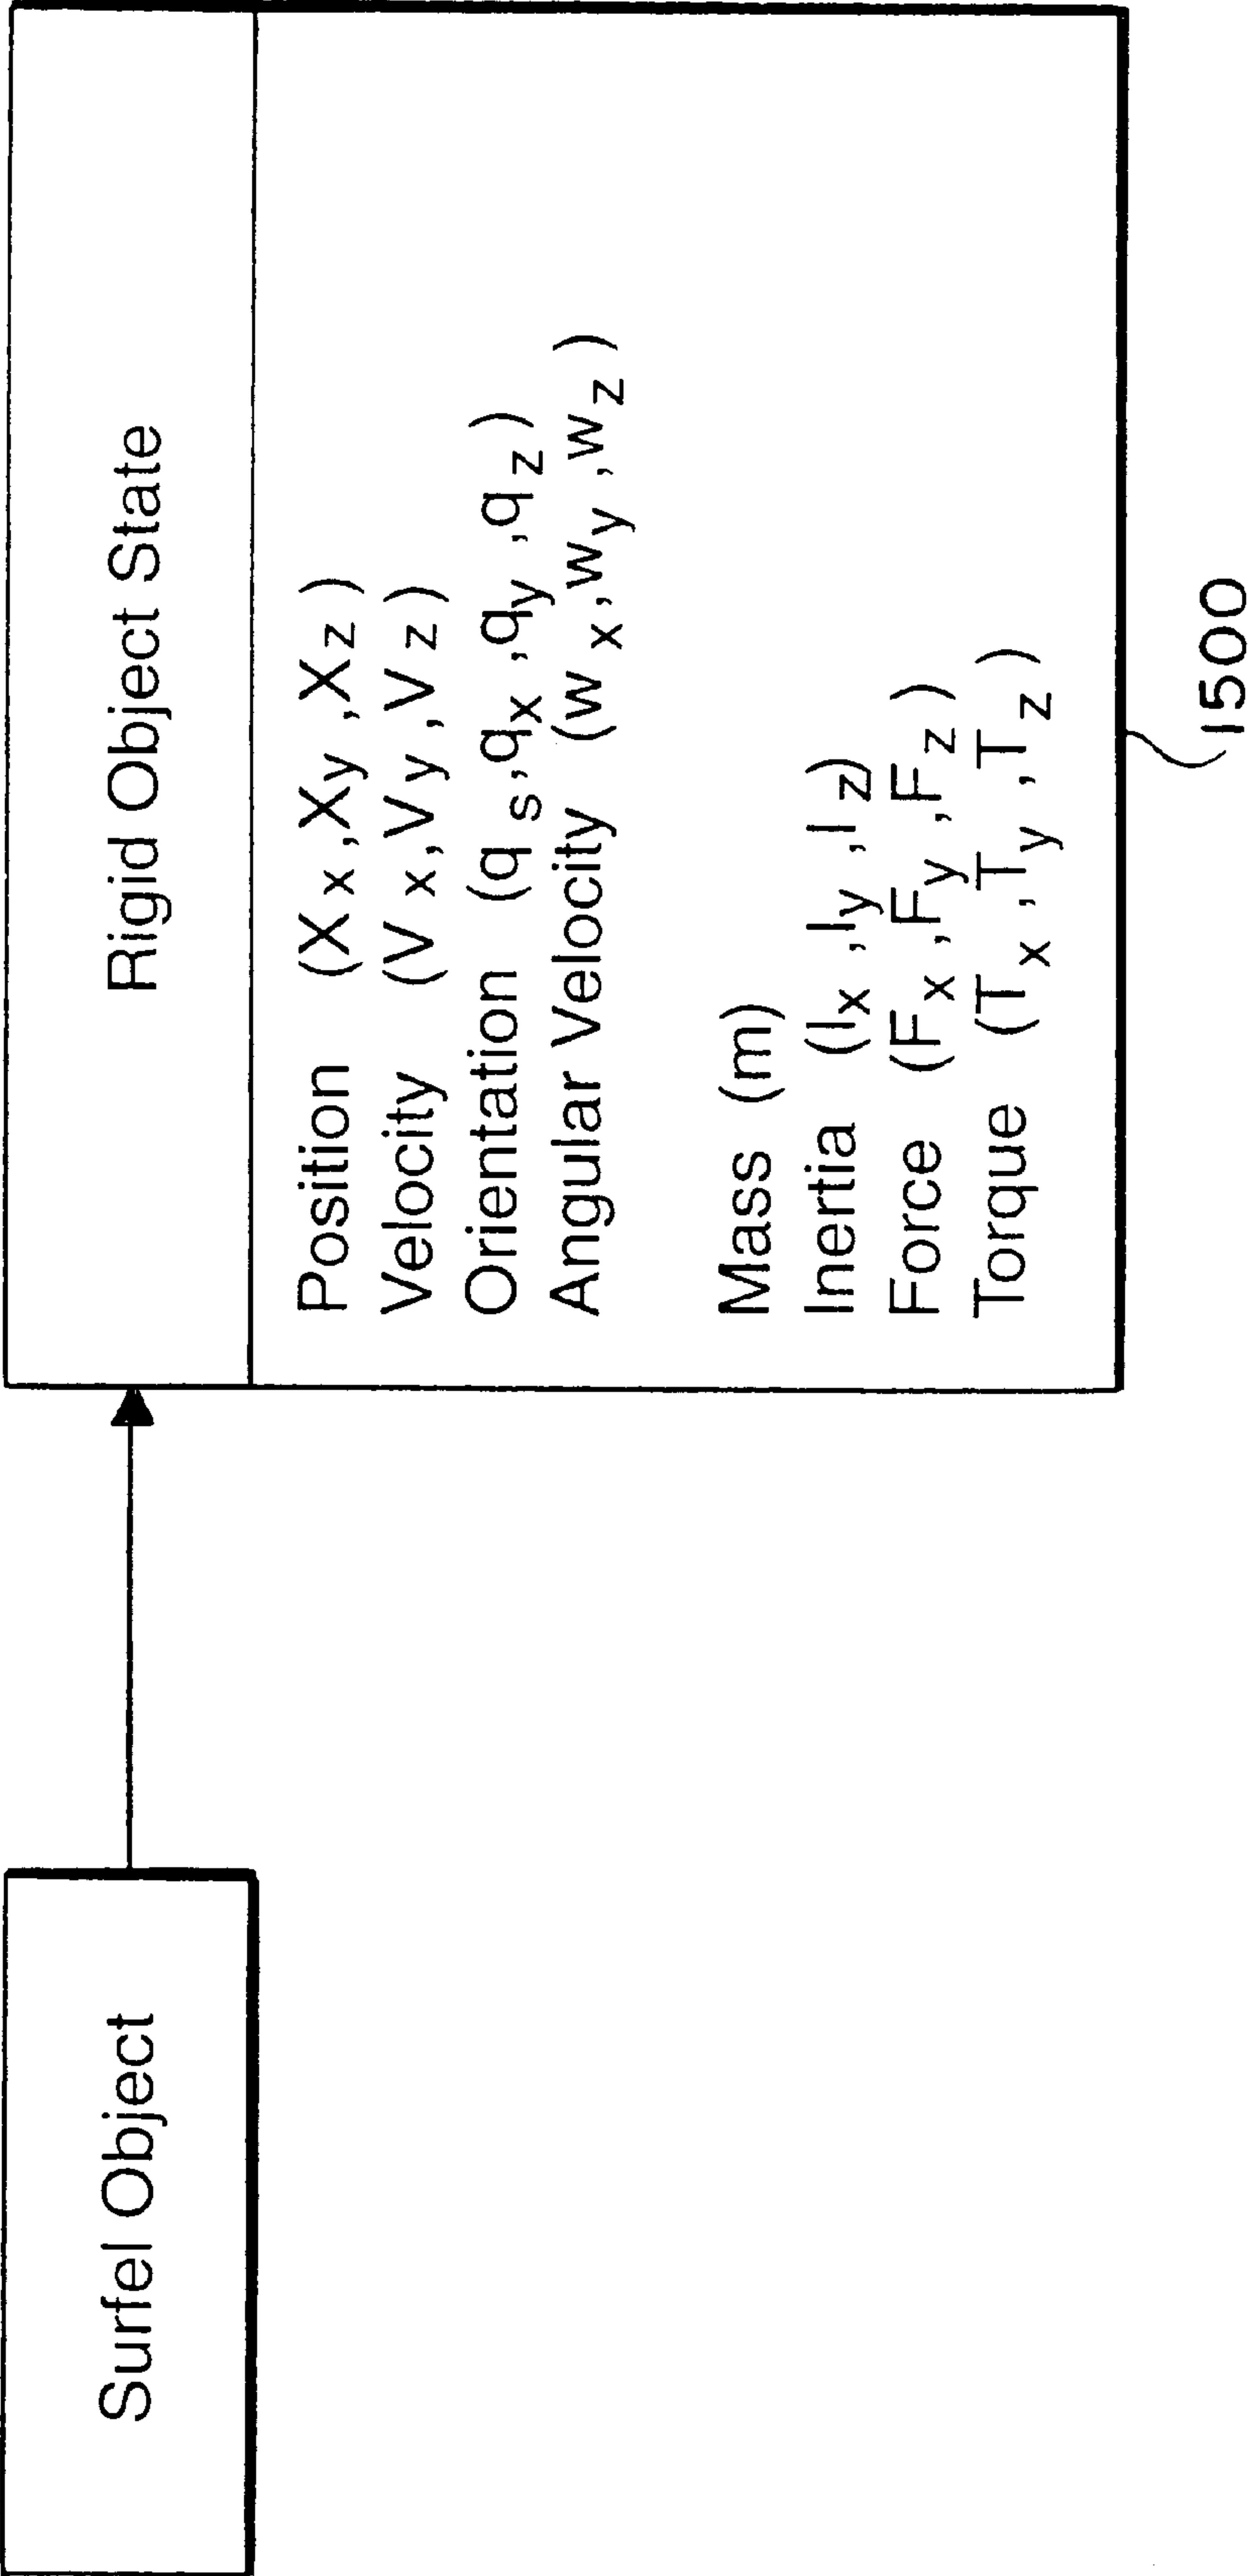 Surfel Object
Rigid Object State
Position (Xx,Xy,Xz)
Velocity (Vx,Vy,Vz)
Orientation (qs,qx,qy,qz)
Angular Velocity (wx,wy,wz)
Mass (m)
Inertia (Ix,Iy,Iz)
Force (Fx,Fy,Fz)
Torque (Tx,Ty,Tz)
1500